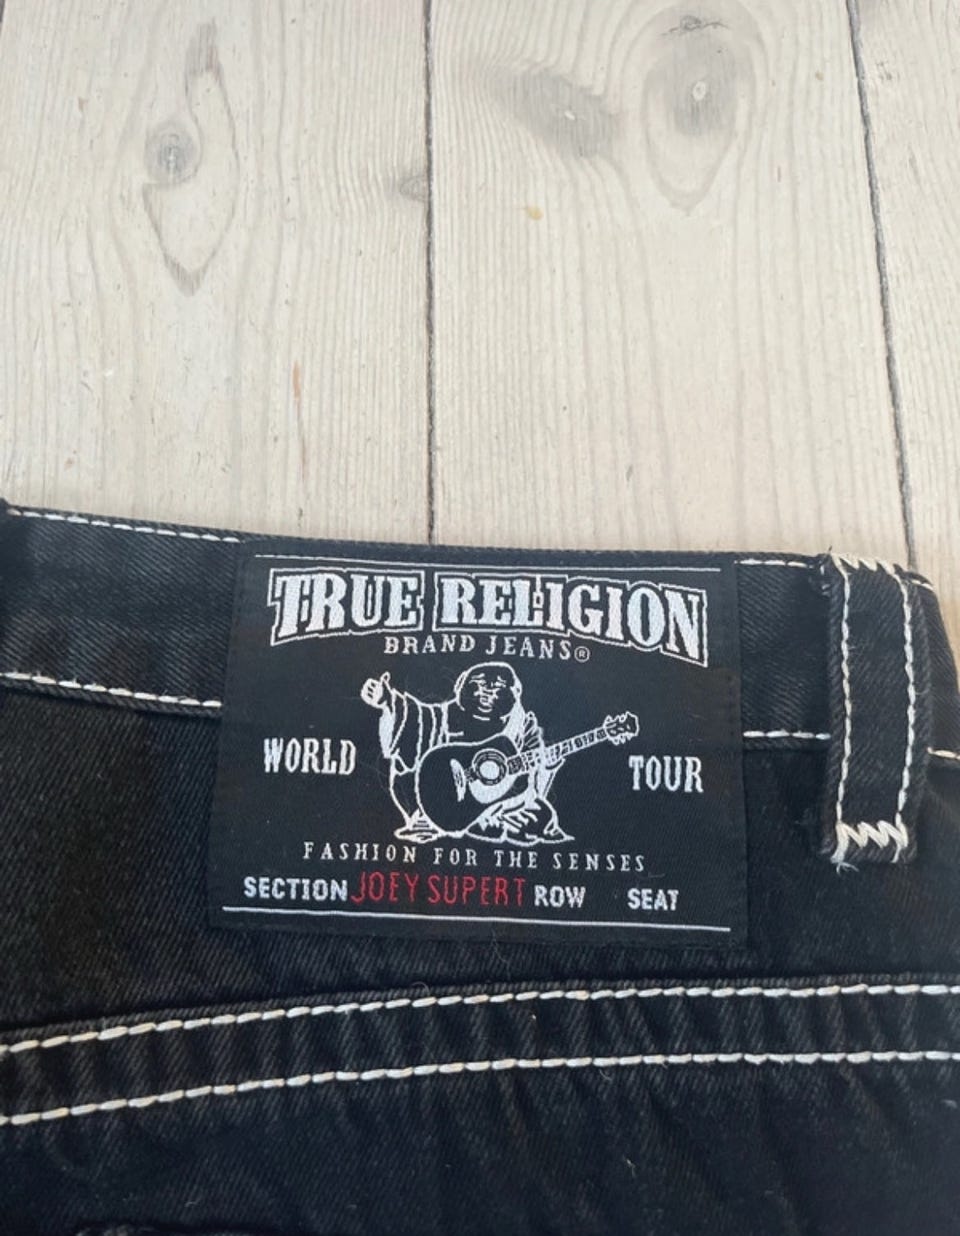 TRUE RELIGION
BRAND JEANS®
WORLD TOUR
FASHION FOR THE SENSES
SECTION JOEY SUPERT ROW SEAT